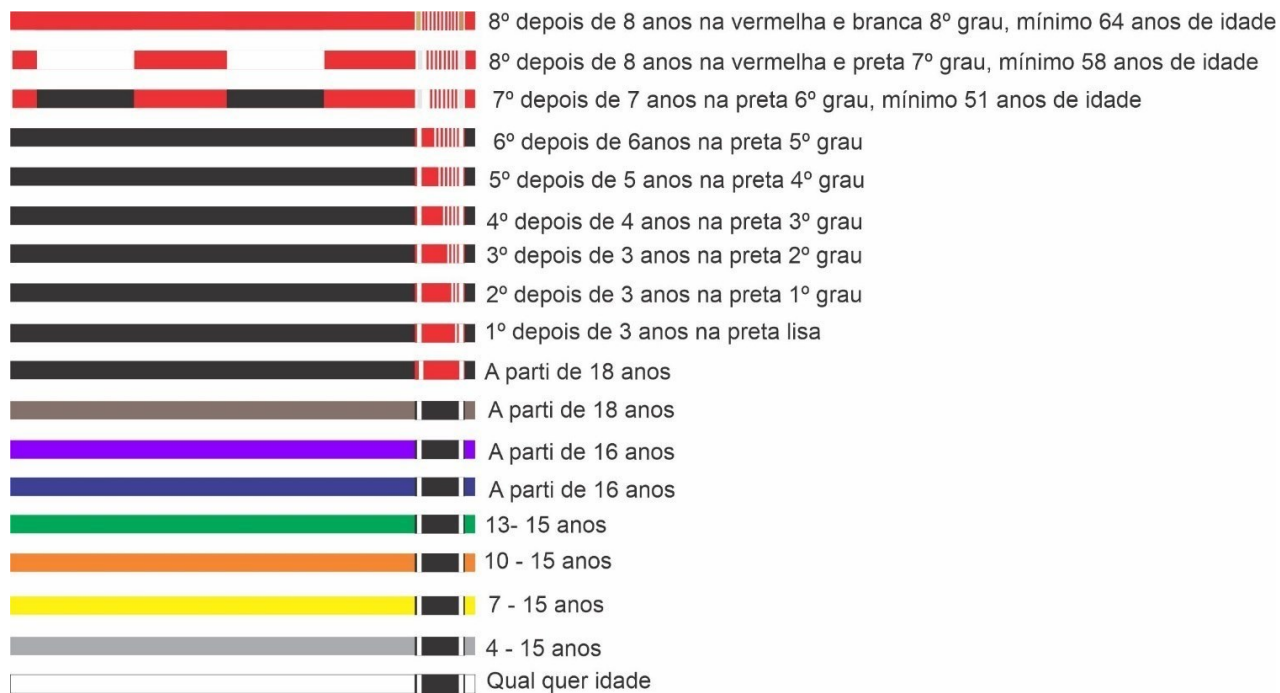 8º depois de 8 anos na vermelha e branca 8º grau, mínimo 64 anos de idade
8º depois de 8 anos na vermelha e preta 7º grau, mínimo 58 anos de idade
7º depois de 7 anos na preta 6º grau, mínimo 51 anos de idade
6º depois de 6anos na preta 5º grau
5º depois de 5 anos na preta 4º grau
4º depois de 4 anos na preta 3º grau
3º depois de 3 anos na preta 2º grau
2º depois de 3 anos na preta 1º grau
1º depois de 3 anos na preta lisa
A parti de 18 anos
A parti de 18 anos
A parti de 16 anos
A parti de 16 anos
13- 15 anos
10 - 15 anos
7 - 15 anos
4 - 15 anos
Qual quer idade